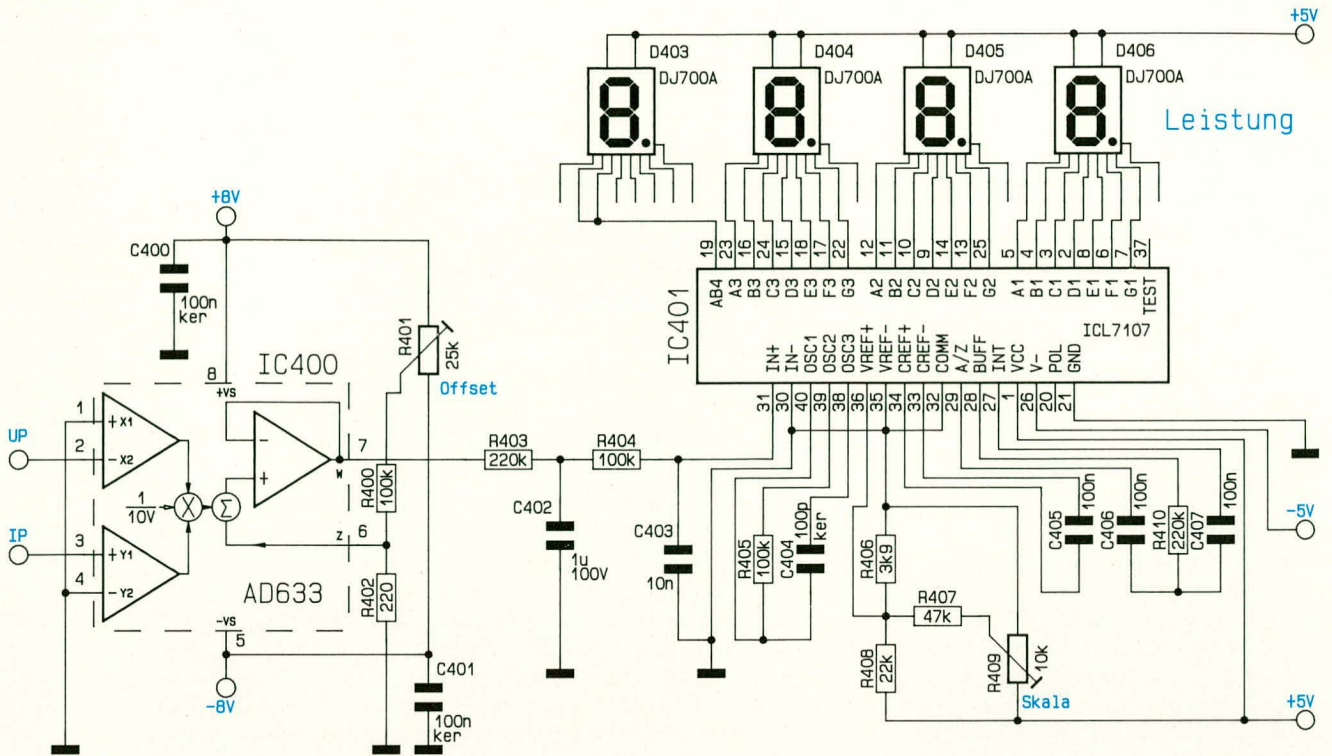 +5V
D403
D404
D405
D406
DJ700A
DJ700A
DJ700A
DJ700A
8.
8.
8.
8.
Leistung
+8V
C400
100n
ker
R401
25k
Offset
IC400
8
+VS
1
+ X1
2
- X2
UP
1
10V
X
Σ
-
+
7
W
R400
100k
Z
6
3
+ Y1
4
- Y2
IP
AD633
R402
220
-VS
5
-8V
C401
100n
ker
R403
220k
R404
100k
C402
1u
100V
C403
10n
IC401
ICL7107
19 23 16 24 15 18 17 22 12 11 10 9 14 13 25 5 4 3 2 8 6 7 37
AB4 A3 B3 C3 D3 E3 F3 G3 A2 B2 C2 D2 E2 F2 G2 A1 B1 C1 D1 E1 F1 G1 TEST
IN+ IN- OSC1 OSC2 OSC3 VREF+ VREF- CREF+ CREF- COMM A/Z BUFF INT VCC V- POL GND
31 30 40 39 38 36 35 34 33 32 29 28 27 1 26 20 21
R405
100k
C404
100p
ker
R406
3k9
R407
47k
R408
22k
R409
10k
Skala
C405
100n
C406
100n
R410
220k
C407
100n
-5V
+5V